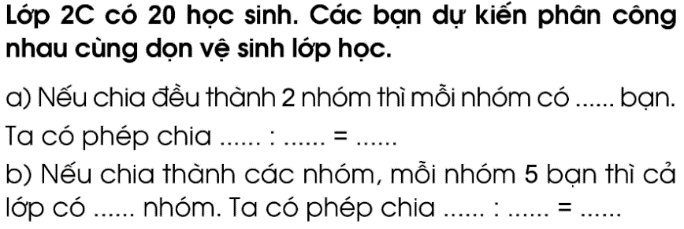 Lớp 2C có 20 học sinh. Các bạn dự kiến phân công
nhau cùng dọn vệ sinh lớp học.
a) Nếu chia đều thành 2 nhóm thì mỗi nhóm có ...... bạn.
Ta có phép chia ...... : ...... = ......
b) Nếu chia thành các nhóm, mỗi nhóm 5 bạn thì cả
lớp có ...... nhóm. Ta có phép chia ...... : ...... = ......